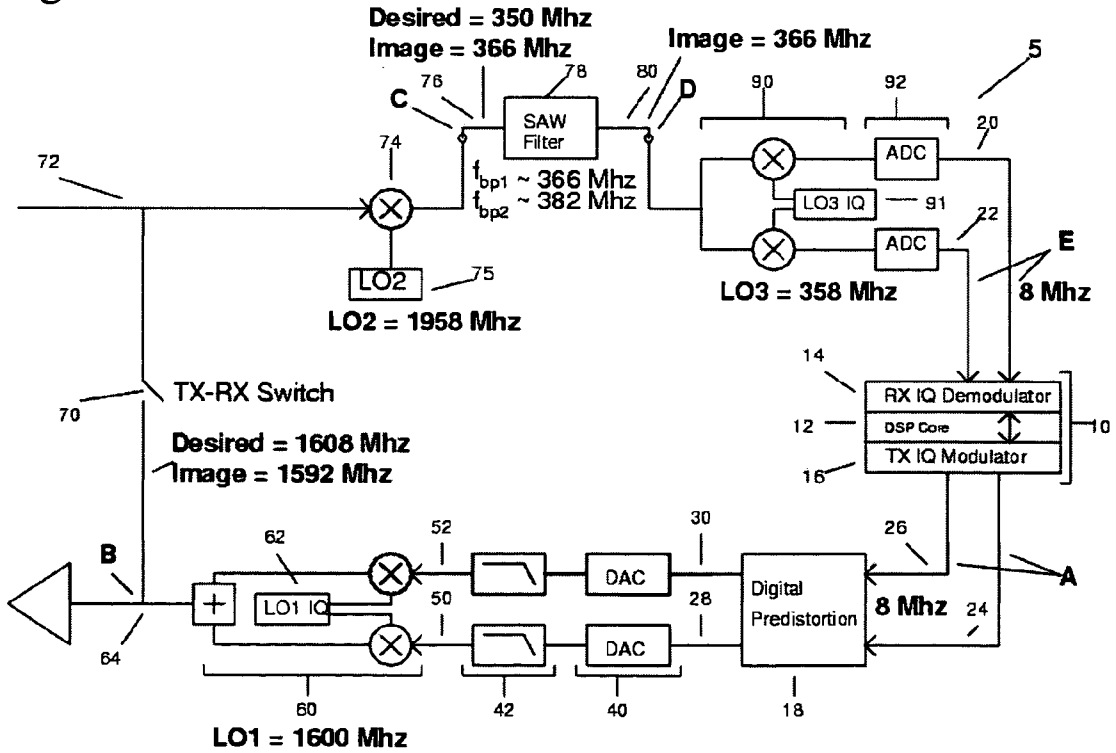 Desired = 350 Mhz
Image = 366 Mhz
Image = 366 Mhz
5
76
78
80
90
92
C
D
SAW
Filter
ADC
20
72
74
f_bp1 ~ 366 Mhz
f_bp2 ~ 382 Mhz
LO3 IQ
91
22
ADC
E
LO2
75
LO3 = 358 Mhz
8 Mhz
LO2 = 1958 Mhz
14
RX IQ Demodulator
TX-RX Switch
70
12
DSP Core
10
Desired = 1608 Mhz
Image = 1592 Mhz
16
TX IQ Modulator
B
62
52
30
26
A
+
LO1 IQ
DAC
Digital
Predistortion
8 Mhz
50
28
24
64
DAC
60
42
40
18
LO1 = 1600 Mhz